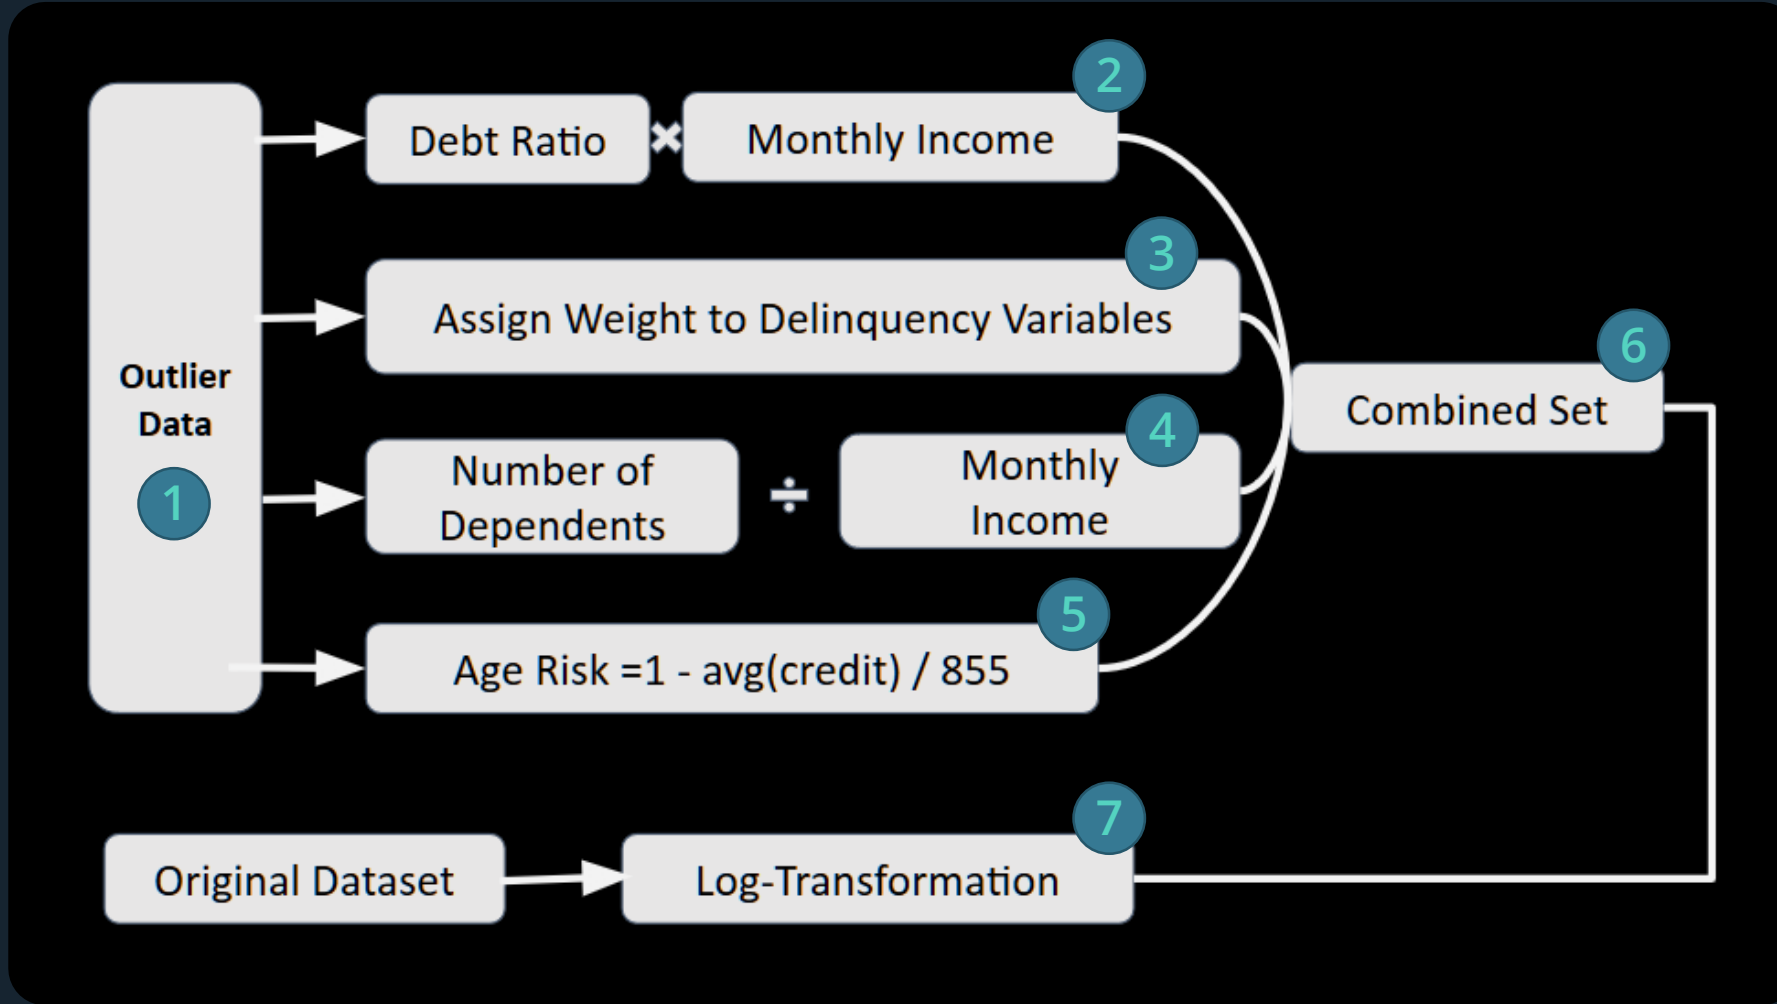 2
Debt Ratio × Monthly Income
3
Assign Weight to Delinquency Variables
Outlier
Data
1
4
Number of
Dependents
÷
Monthly
Income
5
Age Risk =1 - avg(credit) / 855
6
Combined Set
7
Original Dataset
Log-Transformation